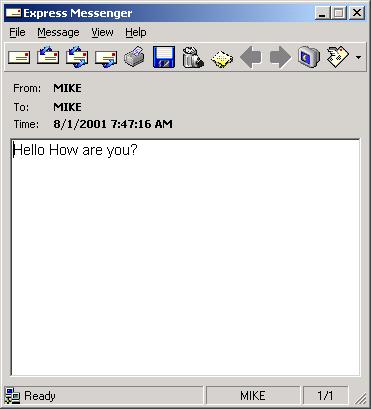 Express Messenger
File Message View Help
From: MIKE
To: MIKE
Time: 8/1/2001 7:47:16 AM
Hello How are you?
Ready MIKE 1/1